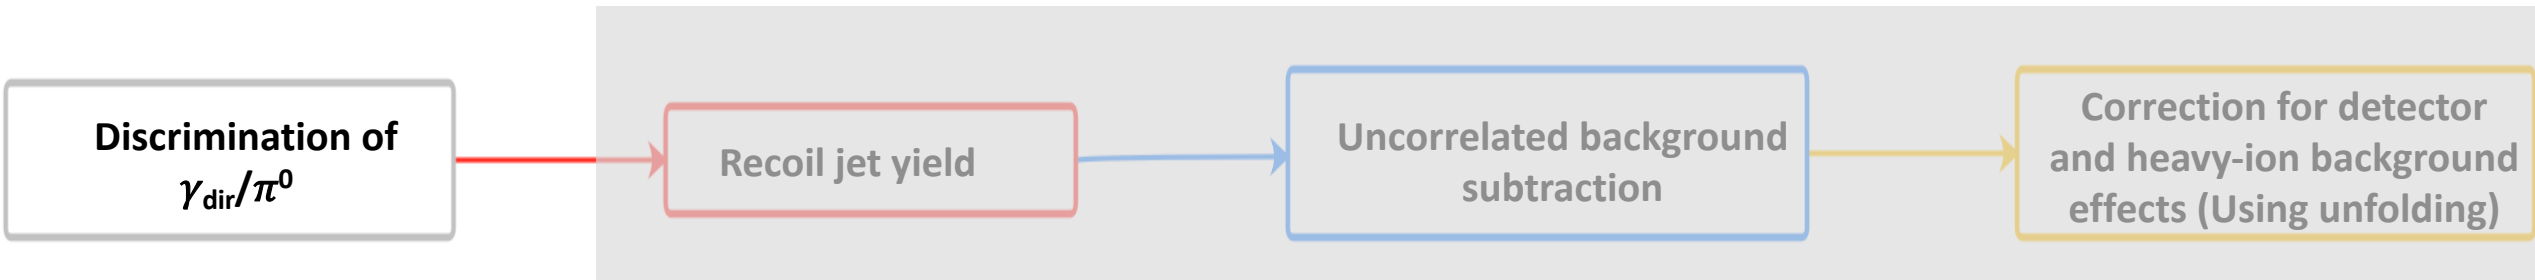 Discrimination of
γdir/π⁰
Recoil jet yield
Uncorrelated background
subtraction
Correction for detector
and heavy-ion background
effects (Using unfolding)